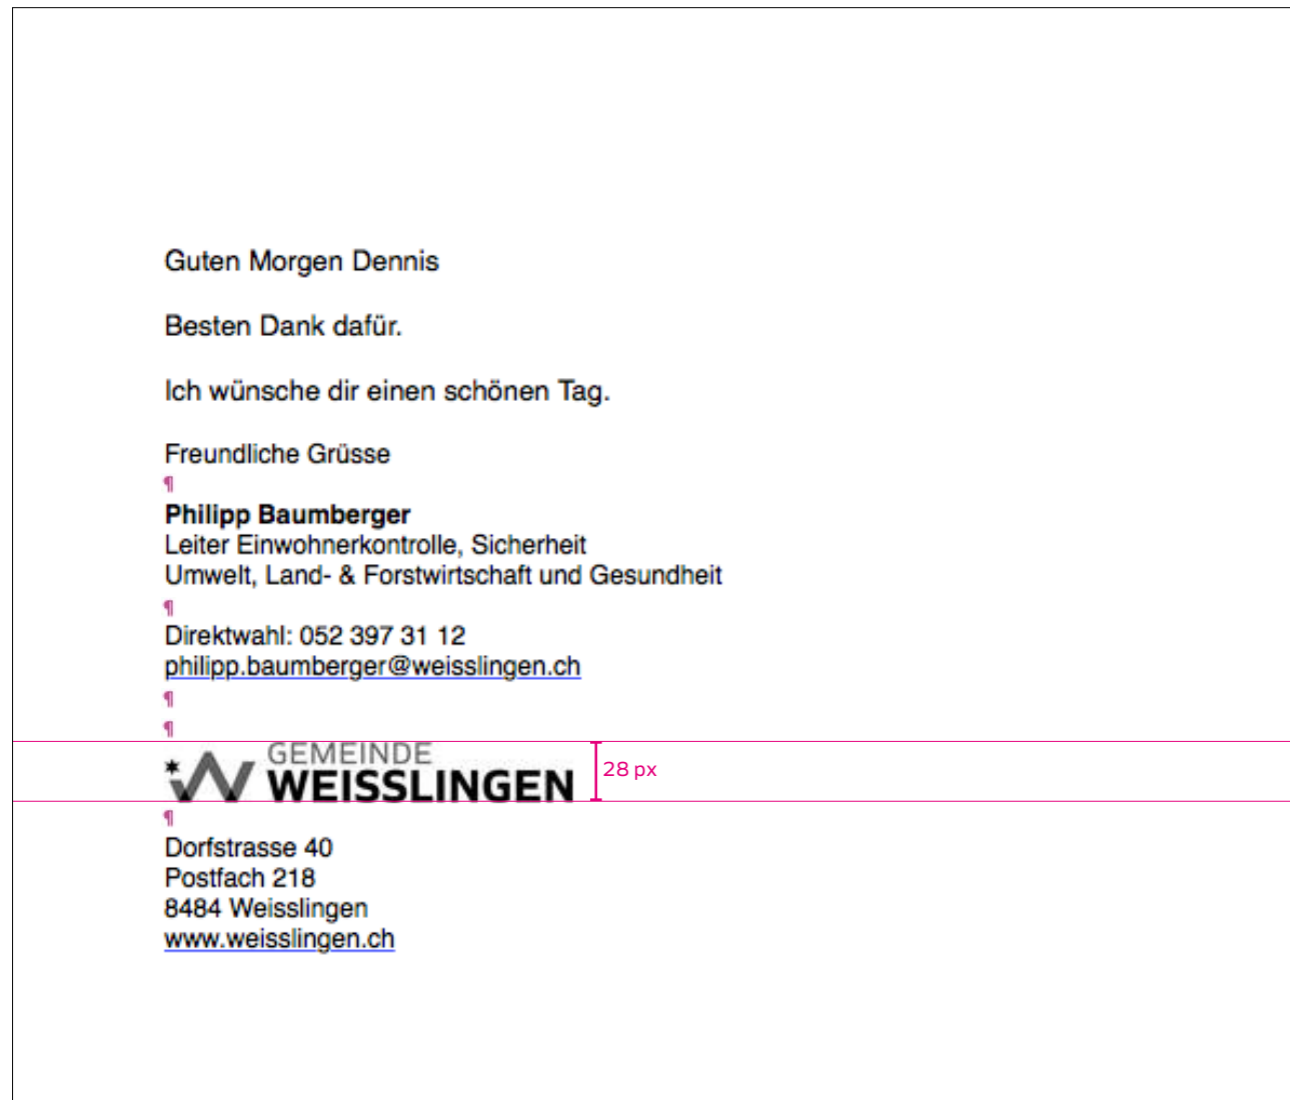 Guten Morgen Dennis
Besten Dank dafür.
Ich wünsche dir einen schönen Tag.
Freundliche Grüsse
¶
Philipp Baumberger
Leiter Einwohnerkontrolle, Sicherheit
Umwelt, Land- & Forstwirtschaft und Gesundheit
¶
Direktwahl: 052 397 31 12
philipp.baumberger@weisslingen.ch
¶
¶
GEMEINDE
WEISSLINGEN
28 px
¶
Dorfstrasse 40
Postfach 218
8484 Weisslingen
www.weisslingen.ch